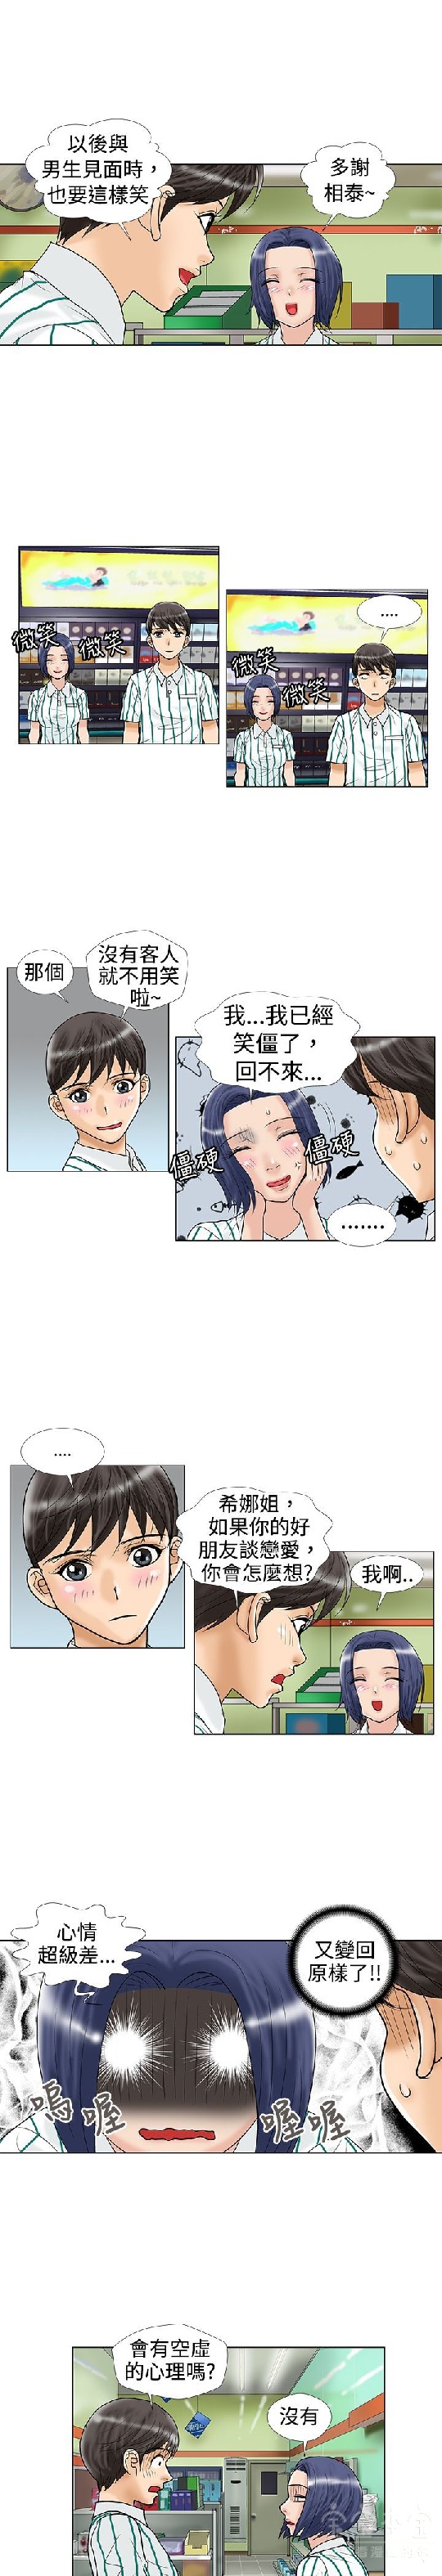 以後與
男生見面時，
也要這樣笑
多謝
相泰~
微笑
微笑
....
微笑
微笑
那個
沒有客人
就不用笑
啦~
我...我已經
笑僵了，
回不來...
僵硬
僵硬
.......
....
希娜姐，
如果你的好
朋友談戀愛，
你會怎麼想?
我啊..
心情
超級差...
又變回
原樣了!!
嗚喔
喔喔
會有空虛
的心理嗎?
沒有